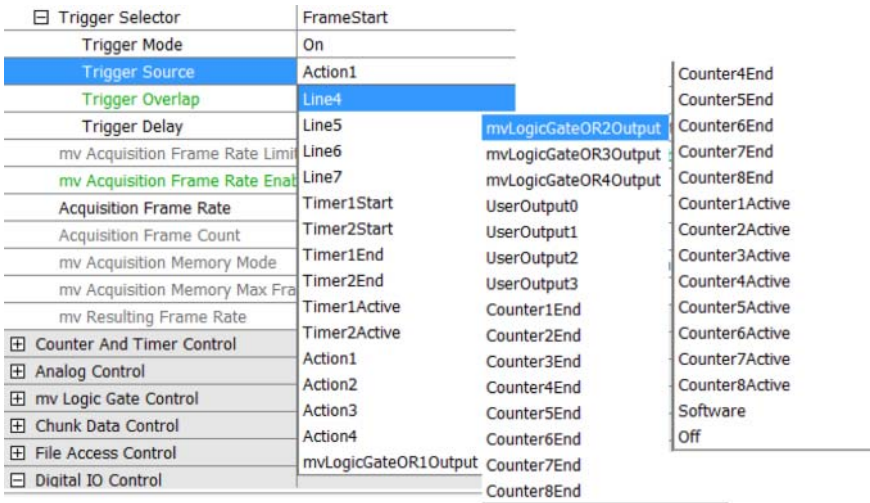 Trigger Selector FrameStart
Trigger Mode On
Trigger Source Action1
Trigger Overlap
Trigger Delay
mv Acquisition Frame Rate Limi
mv Acquisition Frame Rate Enab
Acquisition Frame Rate
Acquisition Frame Count
mv Acquisition Memory Mode
mv Acquisition Memory Max Fra
mv Resulting Frame Rate
Counter And Timer Control
Analog Control
mv Logic Gate Control
Chunk Data Control
File Access Control
Digital IO Control
Line4
Line5
Line6
Line7
Timer1Start
Timer2Start
Timer1End
Timer2End
Timer1Active
Timer2Active
Action1
Action2
Action3
Action4
mvLogicGateOR1Output
mvLogicGateOR2Output
mvLogicGateOR3Output
mvLogicGateOR4Output
UserOutput0
UserOutput1
UserOutput2
UserOutput3
Counter1End
Counter2End
Counter3End
Counter4End
Counter5End
Counter6End
Counter7End
Counter8End
Counter4End
Counter5End
Counter6End
Counter7End
Counter8End
Counter1Active
Counter2Active
Counter3Active
Counter4Active
Counter5Active
Counter6Active
Counter7Active
Counter8Active
Software
Off